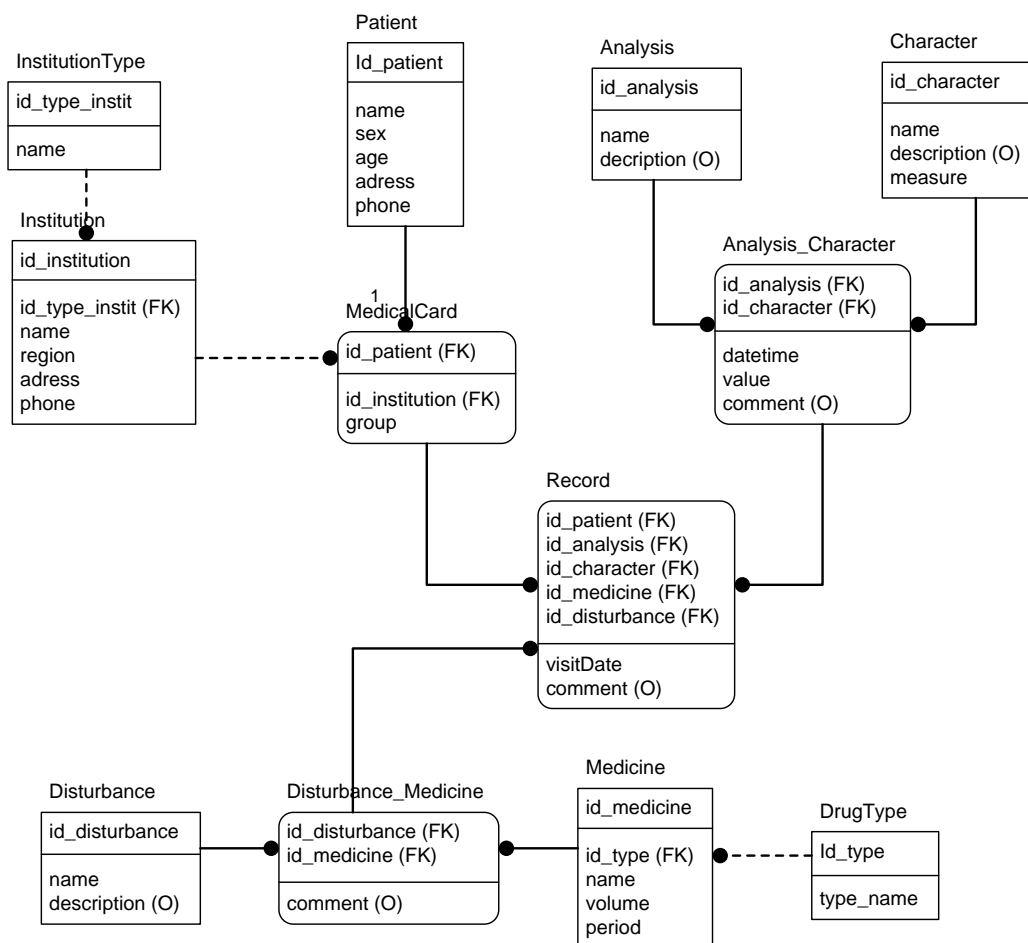 InstitutionType
id_type_instit
name
Institution
id_institution
id_type_instit (FK)
name
region
adress
phone
Patient
Id_patient
name
sex
age
adress
phone
1
MedicalCard
id_patient (FK)
id_institution (FK)
group
Analysis
id_analysis
name
decription (O)
Character
id_character
name
description (O)
measure
Analysis_Character
id_analysis (FK)
id_character (FK)
datetime
value
comment (O)
Record
id_patient (FK)
id_analysis (FK)
id_character (FK)
id_medicine (FK)
id_disturbance (FK)
visitDate
comment (O)
Disturbance
id_disturbance
name
description (O)
Disturbance_Medicine
id_disturbance (FK)
id_medicine (FK)
comment (O)
Medicine
id_medicine
id_type (FK)
name
volume
period
DrugType
Id_type
type_name